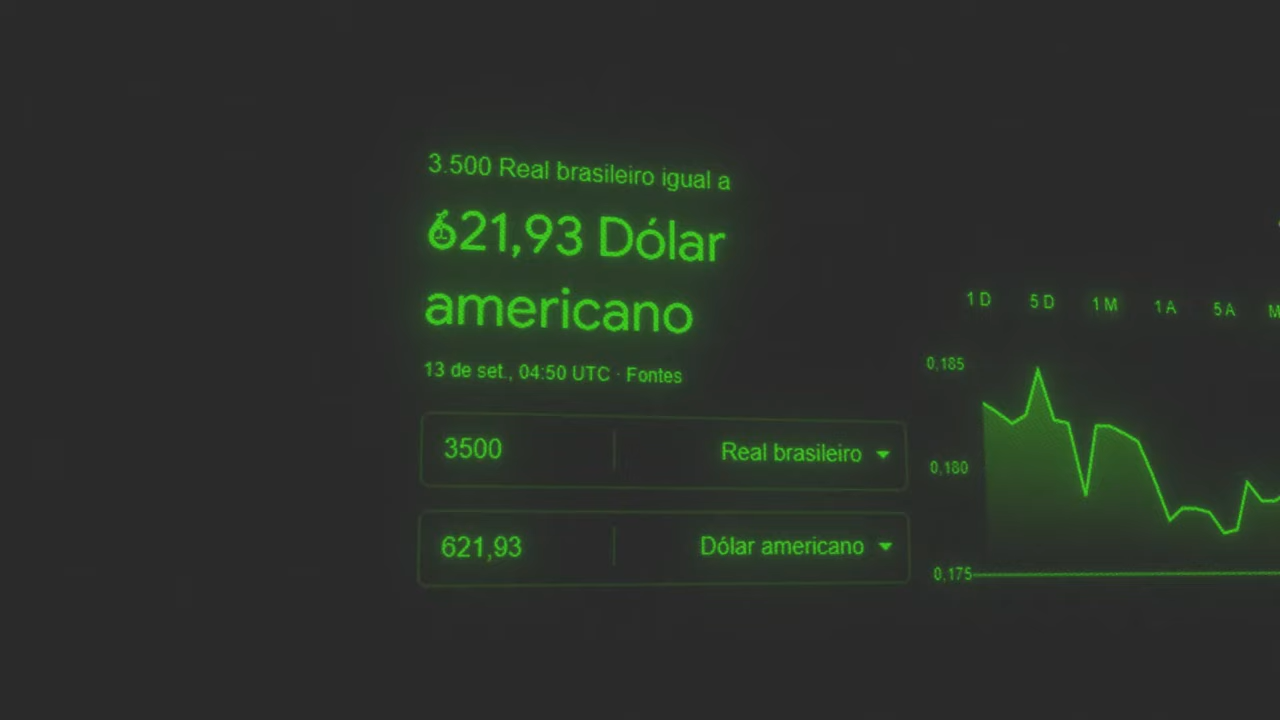 3.500 Real brasileiro igual a
621,93 Dólar
americano
13 de set., 04:50 UTC · Fontes
3500 Real brasileiro
621,93 Dólar americano
1 D 5 D 1 M 1 A 5 A
0,185
0,180
0,175